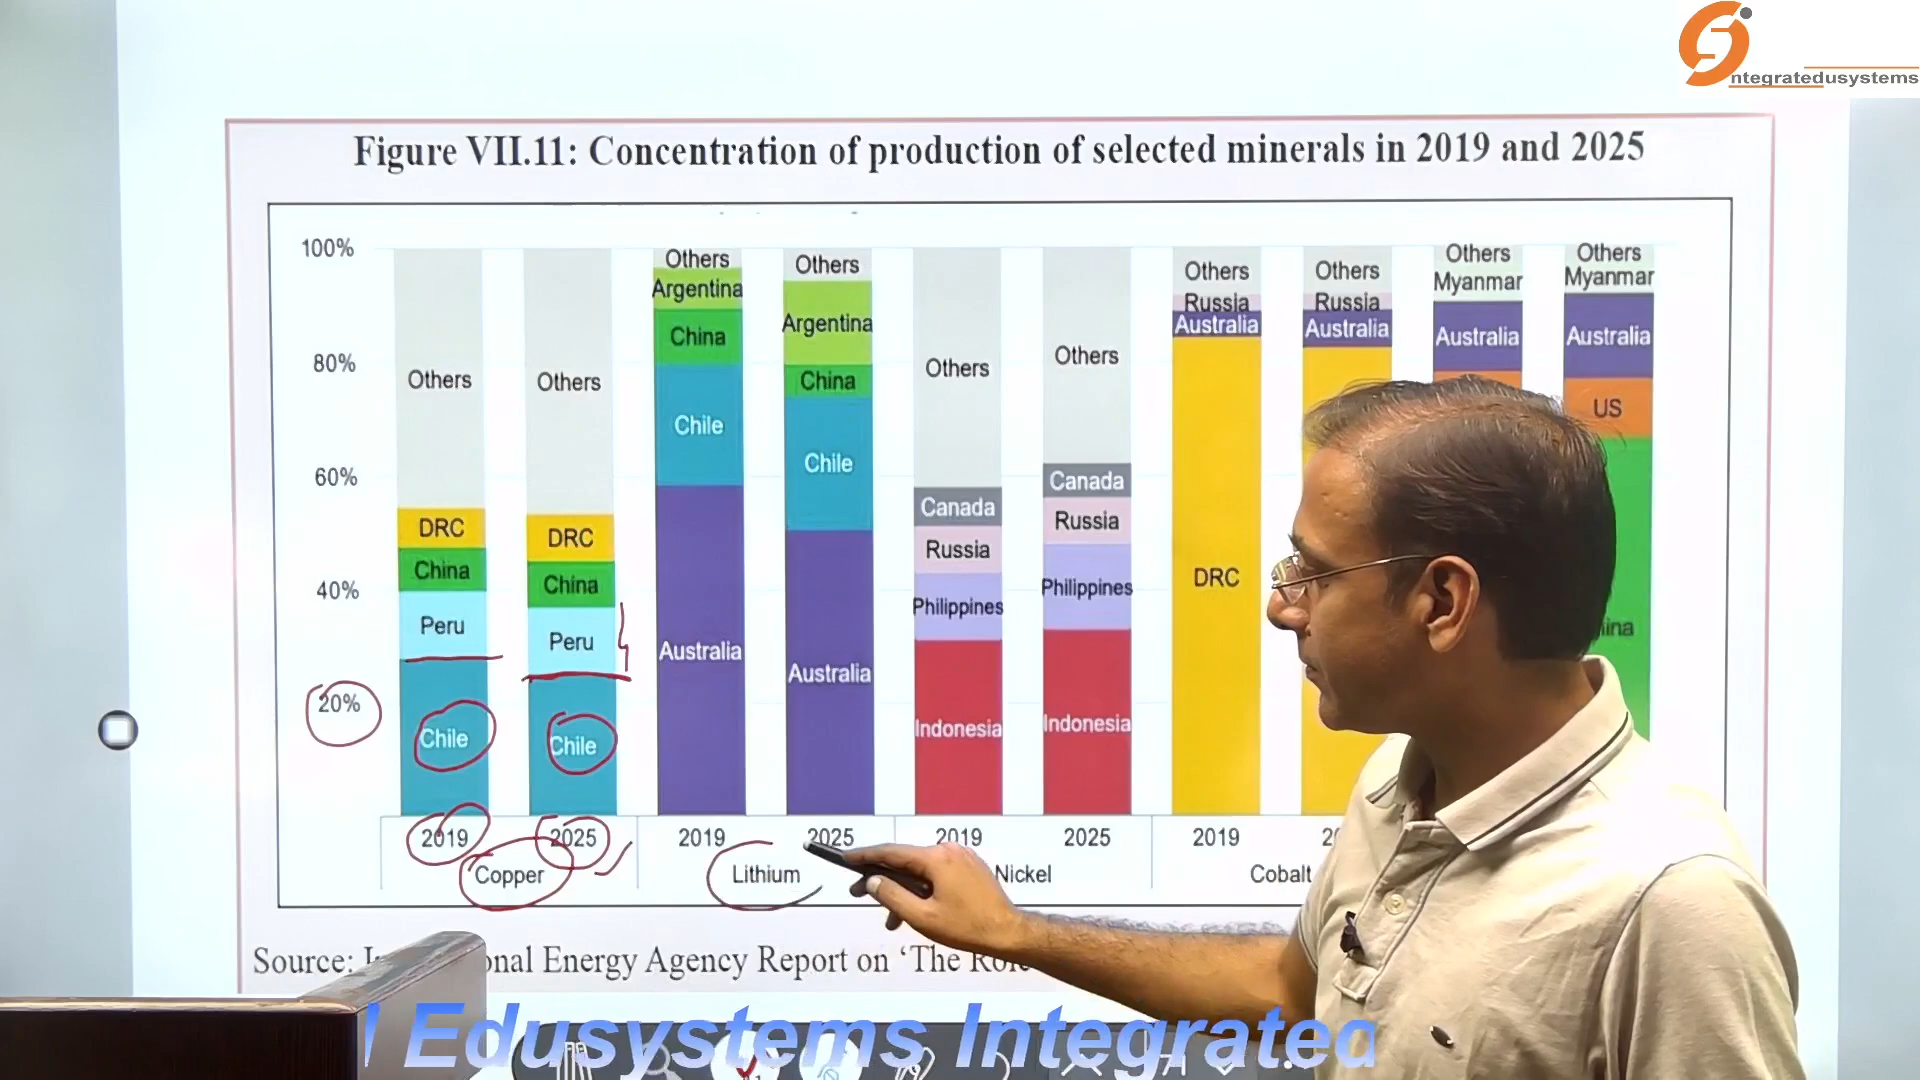 ntegratedusystems
Figure VII.11: Concentration of production of selected minerals in 2019 and 2025
100%
80%
60%
40%
20%
Others
DRC
China
Peru
Chile
Others
DRC
China
Peru
Chile
Others
Argentina
China
Chile
Australia
Others
Argentina
China
Chile
Australia
Others
Canada
Russia
Philippines
Indonesia
Others
Canada
Russia
Philippines
Indonesia
Others
Russia
Australia
DRC
Others
Russia
Australia
Others
Myanmar
Australia
Others
Myanmar
Australia
US
2019 2025 2019 2025 2019 2025 2019
Copper Lithium Nickel Cobalt
Source: Energy Agency Report on ‘The
Edusystems Integrated